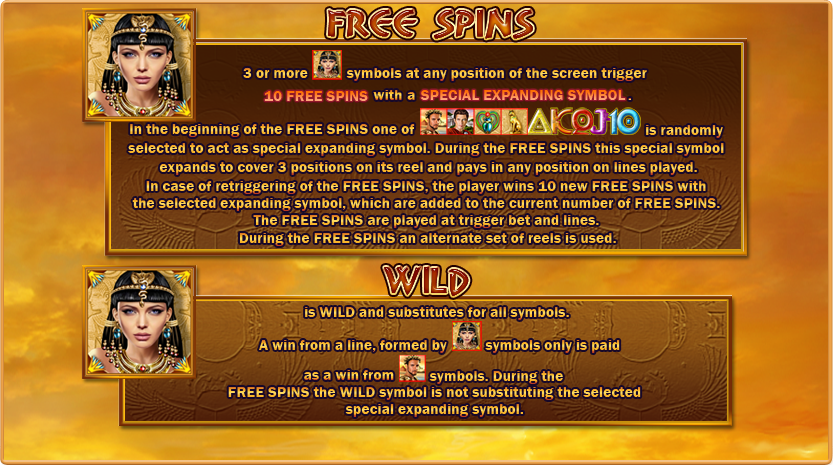 FREE SPINS
3 or more symbols at any position of the screen trigger
10 FREE SPINS with a SPECIAL EXPANDING SYMBOL.
In the beginning of the FREE SPINS one of A K Q J 10 is randomly
selected to act as special expanding symbol. During the FREE SPINS this special symbol
expands to cover 3 positions on its reel and pays in any position on lines played.
In case of retriggering of the FREE SPINS, the player wins 10 new FREE SPINS with
the selected expanding symbol, which are added to the current number of FREE SPINS.
The FREE SPINS are played at trigger bet and lines.
During the FREE SPINS an alternate set of reels is used.
WILD
is WILD and substitutes for all symbols.
A win from a line, formed by symbols only is paid
as a win from symbols. During the
FREE SPINS the WILD symbol is not substituting the selected
special expanding symbol.